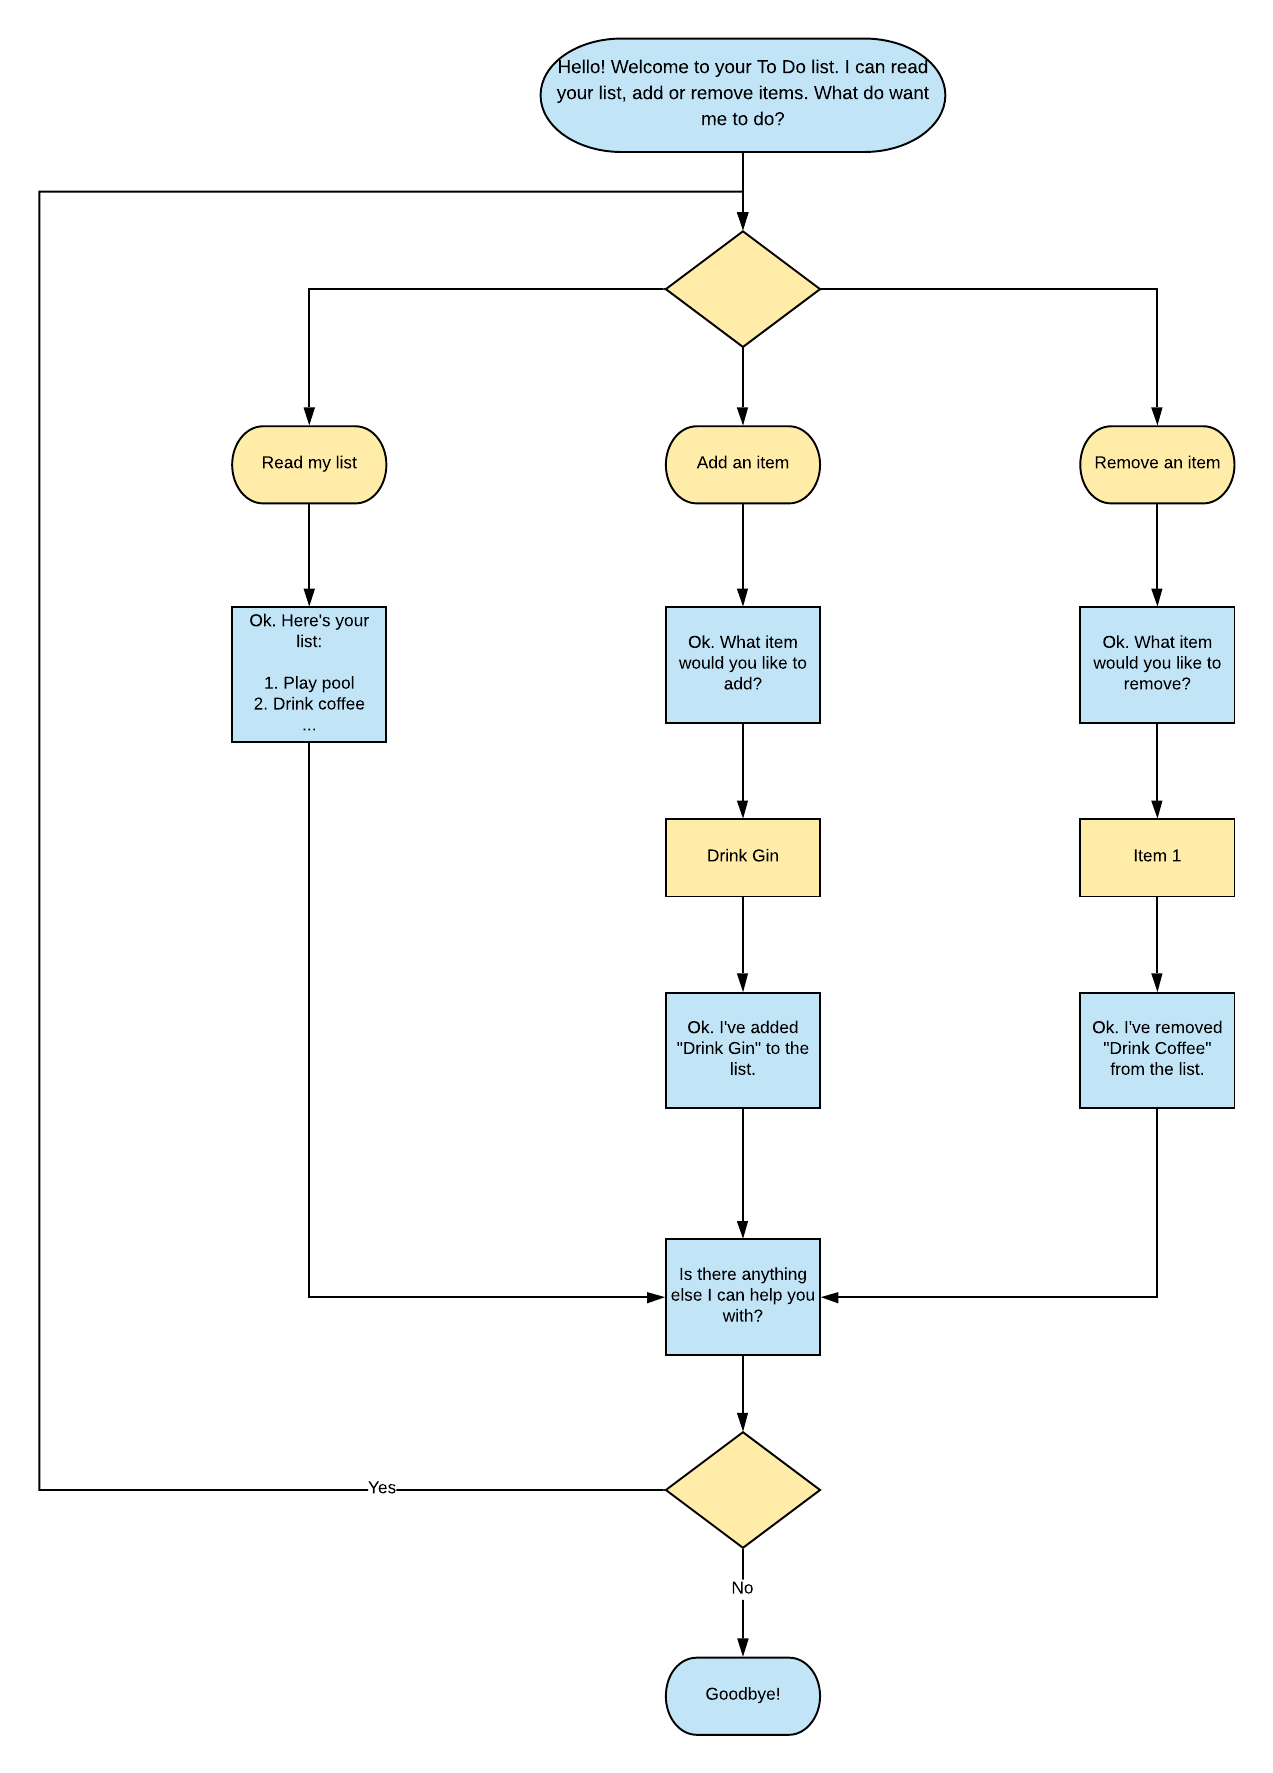 Hello! Welcome to your To Do list. I can read
your list, add or remove items. What do want
me to do?
Read my list
Add an item
Remove an item
Ok. Here's your
list:
1. Play pool
2. Drink coffee
...
Ok. What item
would you like to
add?
Ok. What item
would you like to
remove?
Drink Gin
Item 1
Ok. I've added
"Drink Gin" to the
list.
Ok. I've removed
"Drink Coffee"
from the list.
Is there anything
else I can help you
with?
Yes
No
Goodbye!